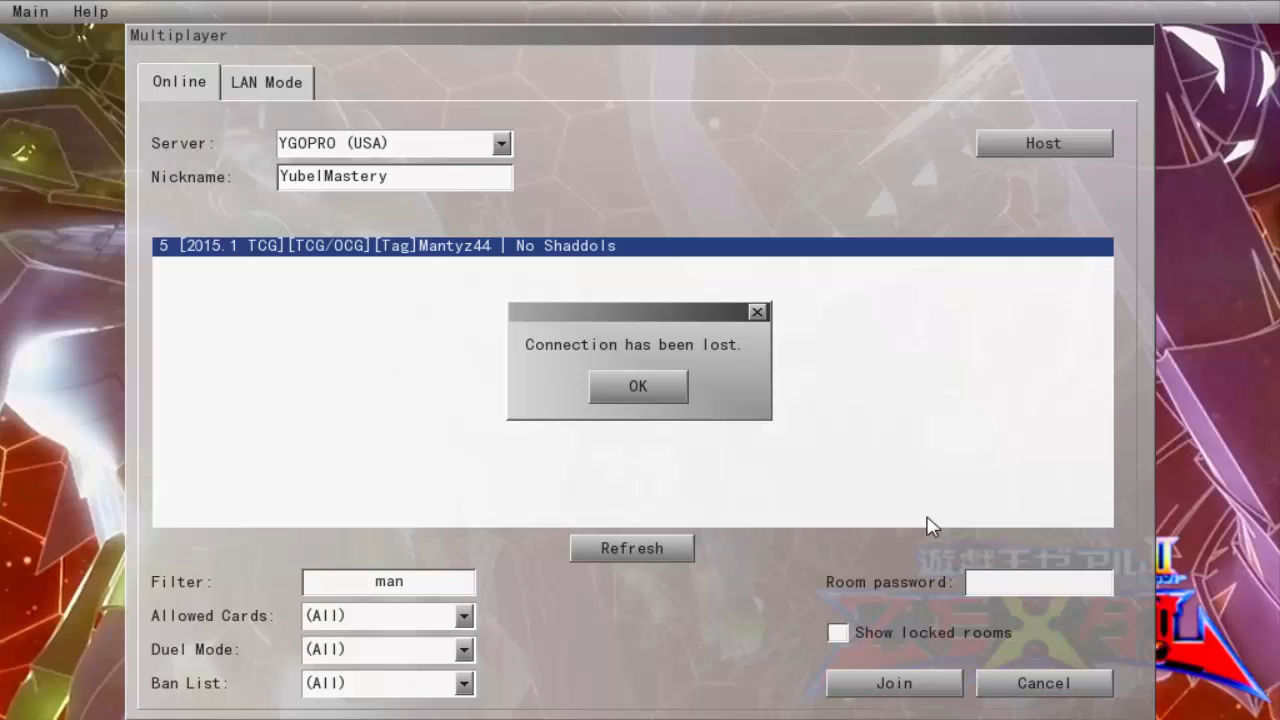 Main Help
Multiplayer
Online LAN Mode
Server: YGOPRO (USA) Host
Nickname: YubelMastery
5 [2015.1 TCG][TCG/OCG][Tag]Mantyz44 | No Shaddols
Connection has been lost.
OK
Refresh
Filter: man Room password:
Allowed Cards: (All)
Show locked rooms
Duel Mode: (All)
Ban List: (All) Join Cancel
ZEXAL